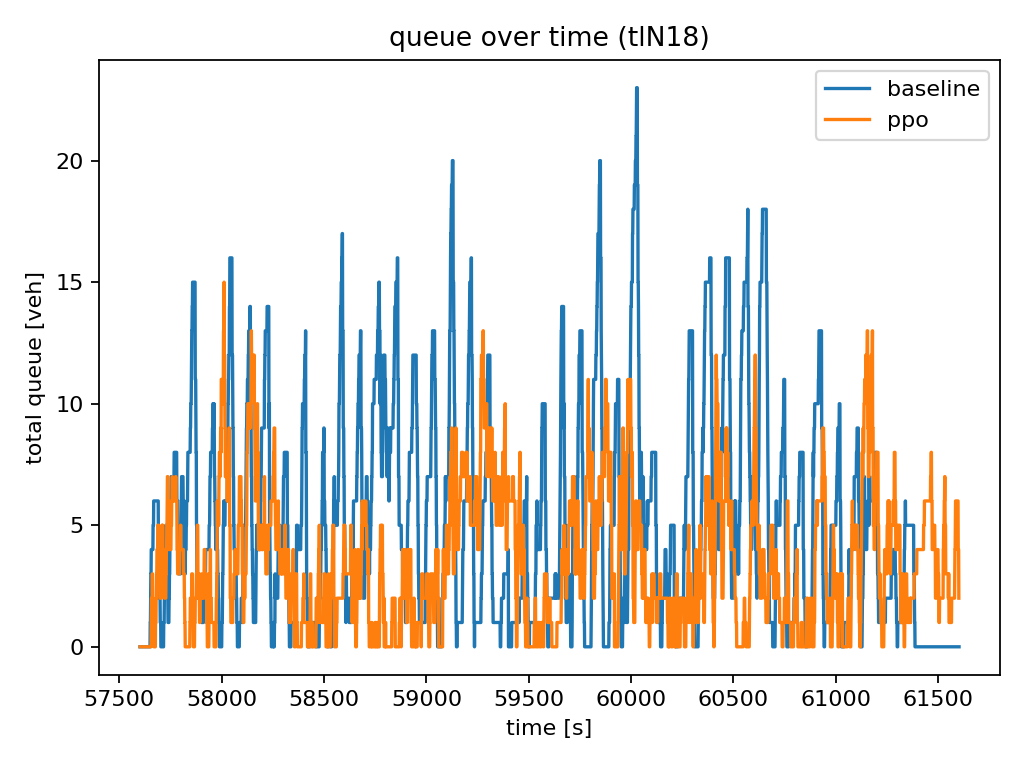 queue over time (tlN18)
baseline
ppo
total queue [veh]
20
15
10
5
0
57500 58000 58500 59000 59500 60000 60500 61000 61500
time [s]